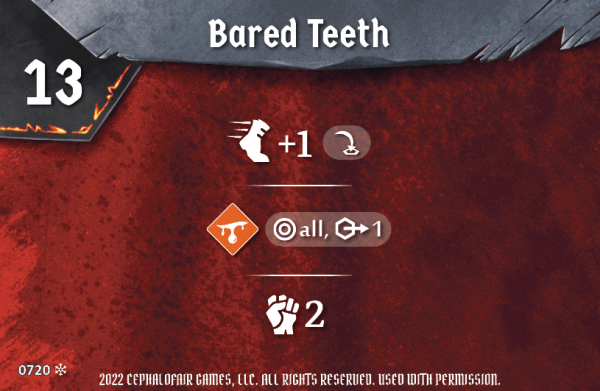 Bared Teeth
13
+1
all, 1
2
0720
2022 CEPHALOFAIR GAMES, LLC. ALL RIGHTS RESERVED. USED WITH PERMISSION.